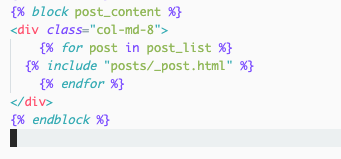 {% block post_content %}
<div class="col-md-8">
    {% for post in post_list %}
  {% include "posts/_post.html" %}
    {% endfor %}
</div>
{% endblock %}